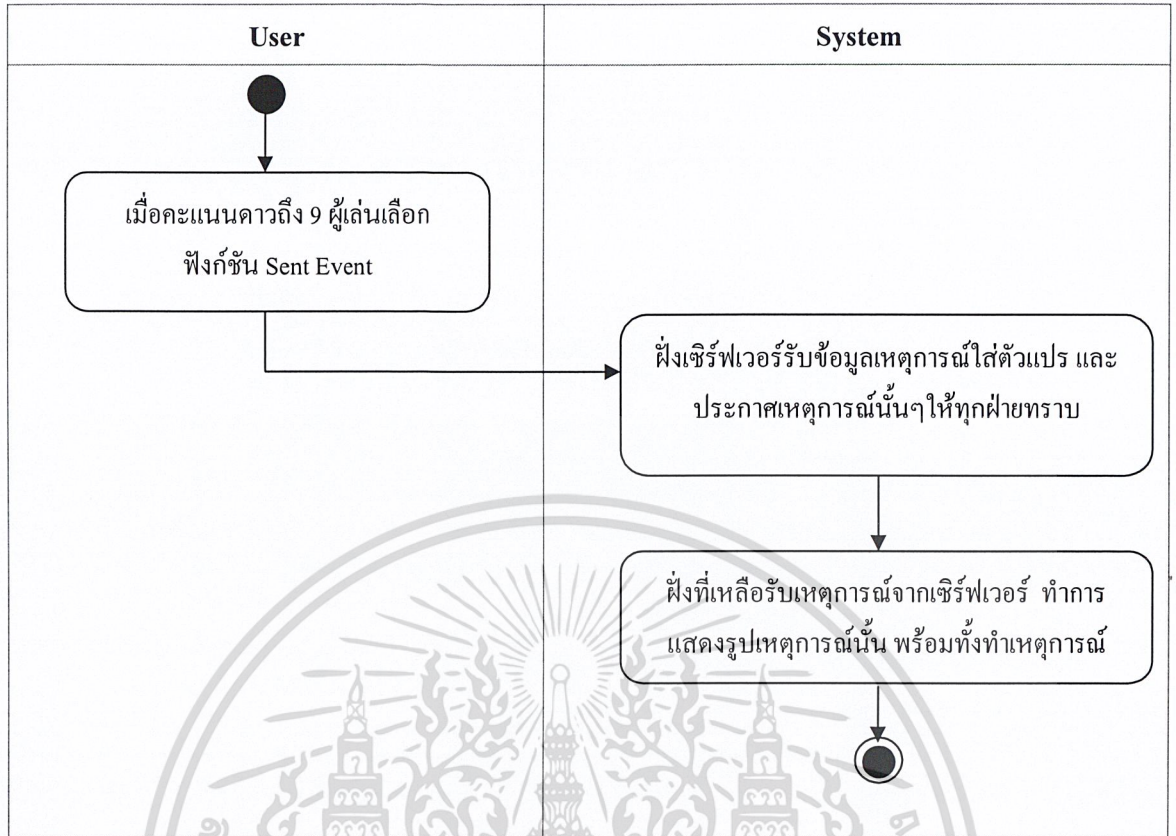 User
System
เมื่อคะแนนดาวถึง 9 ผู้เล่นเลือก
ฟังก์ชัน Sent Event
ฝั่งเซิร์ฟเวอร์รับข้อมูลเหตุการณ์ใส่ตัวแปร และ
ประกาศเหตุการณ์นั้นๆให้ทุกฝ่ายทราบ
ฝั่งที่เหลือรับเหตุการณ์จากเซิร์ฟเวอร์ ทำการ
แสดงรูปเหตุการณ์นั้น พร้อมทั้งทำเหตุการณ์